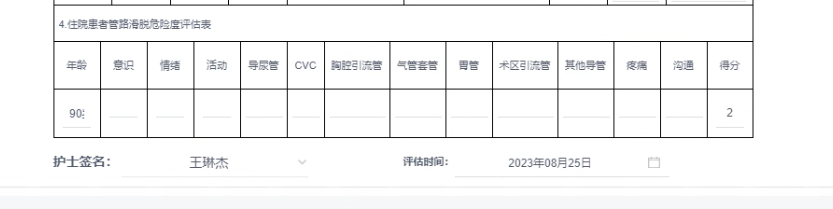 4.住院患者管路滑脱危险度评估表
年龄 意识 情绪 活动 导尿管 CVC 胸腔引流管 气管套管 胃管 术区引流管 其他导管 疼痛 沟通 得分
90 2
护士签名： 王琳杰 评估时间： 2023年08月25日